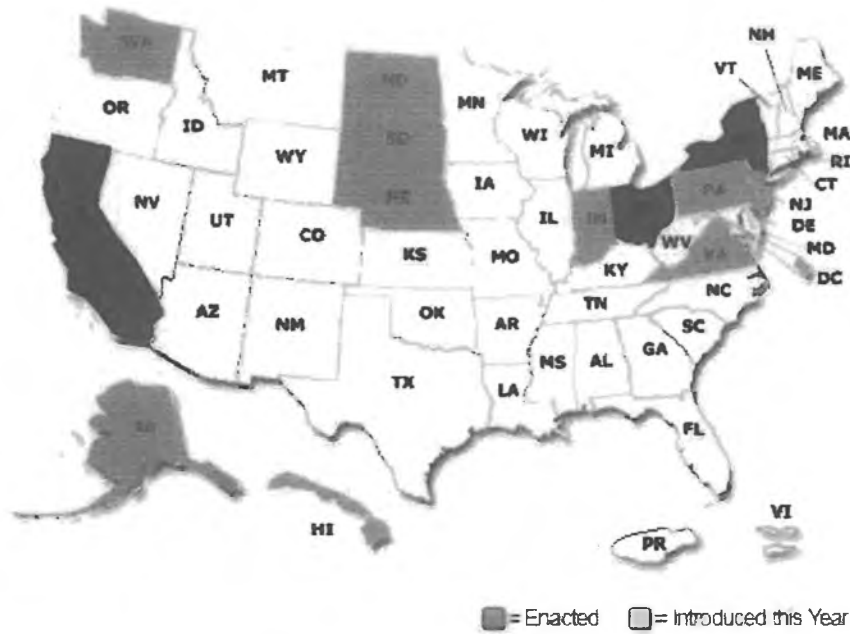 WA
MT
ND
MN
VT
NH
ME
OR
ID
SD
WI
MI
MA
RI
WY
CT
NE
IA
PA
NJ
NV
UT
CO
IL
IN
DE
WV
MD
KS
MO
KY
VA
DC
AZ
NM
OK
AR
TN
NC
SC
TX
LA
MS
AL
GA
FL
HI
PR
VI
= Enacted = Introduced this Year